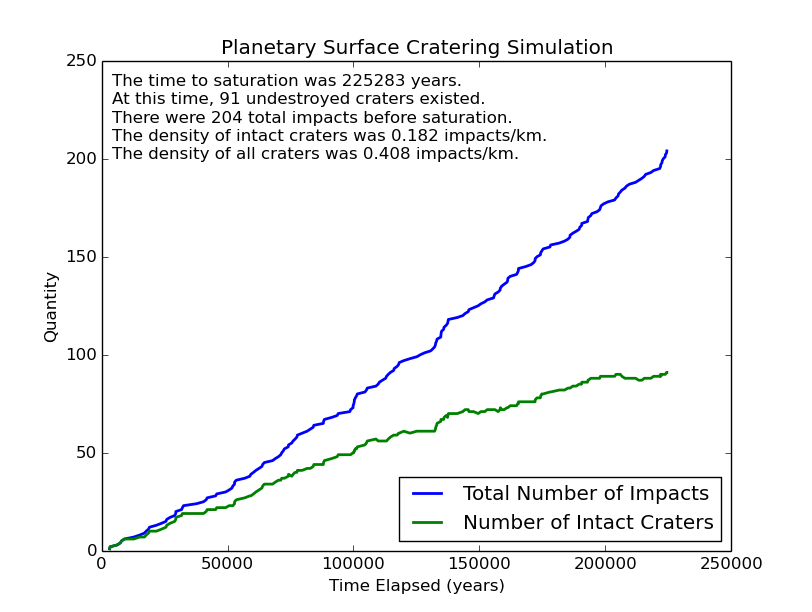 Planetary Surface Cratering Simulation
250
The time to saturation was 225283 years.
At this time, 91 undestroyed craters existed.
There were 204 total impacts before saturation.
The density of intact craters was 0.182 impacts/km.
The density of all craters was 0.408 impacts/km.
200
150
100
50
0
Quantity
Total Number of Impacts
Number of Intact Craters
0 50000 100000 150000 200000 250000
Time Elapsed (years)